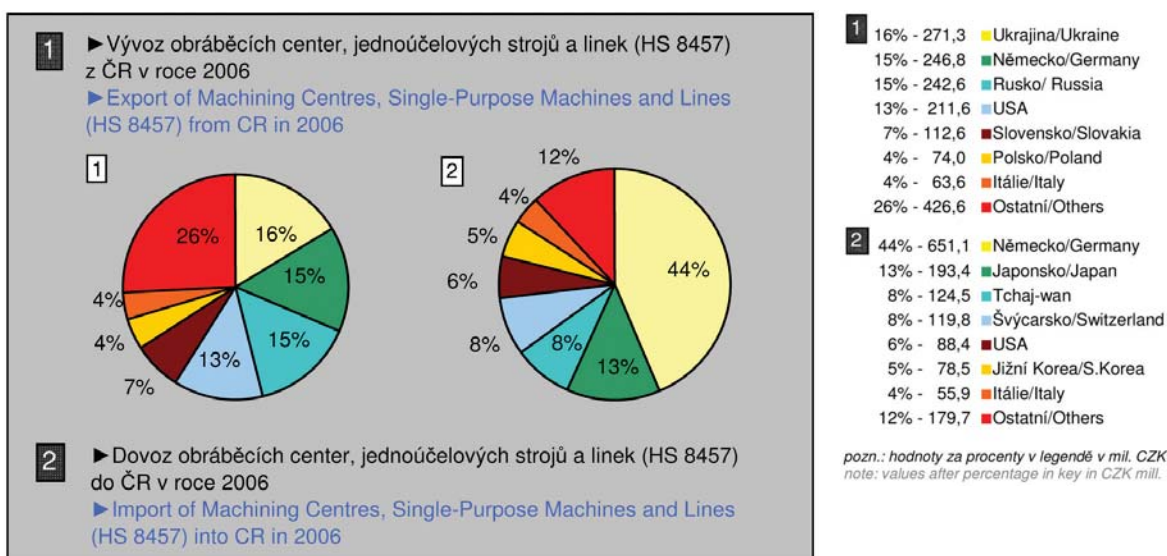 1
►Vývoz obráběcích center, jednoúčelových strojů a linek (HS 8457)
z ČR v roce 2006
►Export of Machining Centres, Single-Purpose Machines and Lines
(HS 8457) from CR in 2006
1
16%
15%
15%
13%
7%
4%
4%
26%
2
44%
13%
8%
8%
6%
5%
4%
12%
2
►Dovoz obráběcích center, jednoúčelových strojů a linek (HS 8457)
do ČR v roce 2006
►Import of Machining Centres, Single-Purpose Machines and Lines
(HS 8457) into CR in 2006
1
16% - 271,3 Ukrajina/Ukraine
15% - 246,8 Německo/Germany
15% - 242,6 Rusko/ Russia
13% - 211,6 USA
7% - 112,6 Slovensko/Slovakia
4% - 74,0 Polsko/Poland
4% - 63,6 Itálie/Italy
26% - 426,6 Ostatní/Others
2
44% - 651,1 Německo/Germany
13% - 193,4 Japonsko/Japan
8% - 124,5 Tchaj-wan
8% - 119,8 Švýcarsko/Switzerland
6% - 88,4 USA
5% - 78,5 Jižní Korea/S.Korea
4% - 55,9 Itálie/Italy
12% - 179,7 Ostatní/Others
pozn.: hodnoty za procenty v legendě v mil. CZK
note: values after percentage in key in CZK mill.